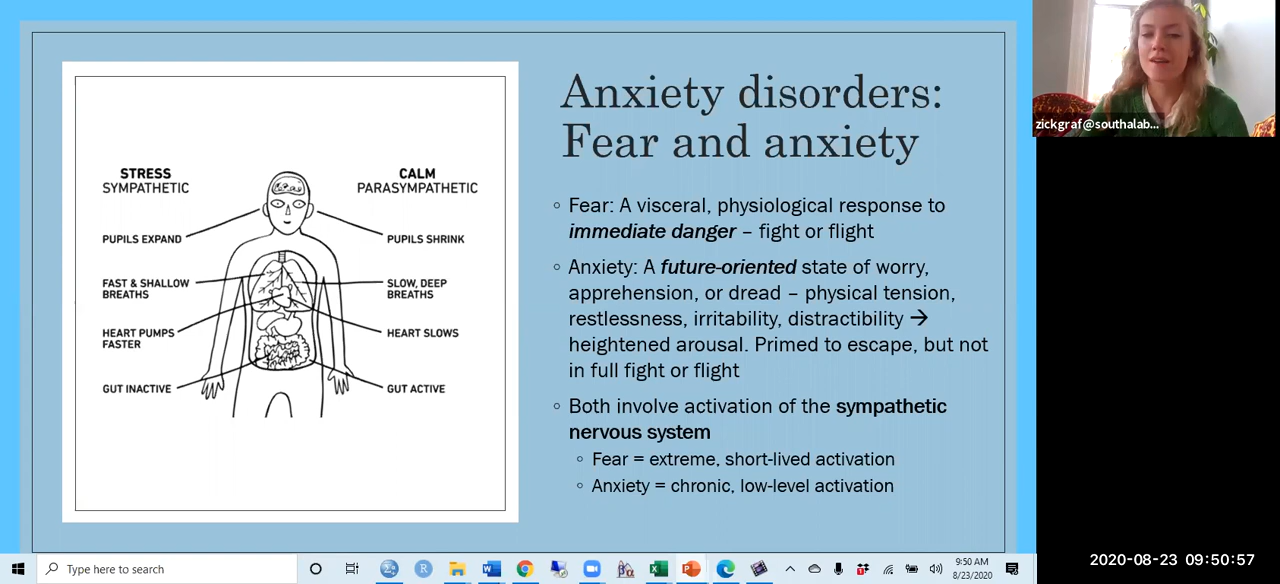 Anxiety disorders:
Fear and anxiety
STRESS
SYMPATHETIC
CALM
PARASYMPATHETIC
PUPILS EXPAND
PUPILS SHRINK
FAST & SHALLOW
BREATHS
SLOW, DEEP
BREATHS
HEART PUMPS
FASTER
HEART SLOWS
GUT INACTIVE
GUT ACTIVE
◦ Fear: A visceral, physiological response to
immediate danger – fight or flight
◦ Anxiety: A future-oriented state of worry,
apprehension, or dread – physical tension,
restlessness, irritability, distractibility →
heightened arousal. Primed to escape, but not
in full fight or flight
◦ Both involve activation of the sympathetic
nervous system
◦ Fear = extreme, short-lived activation
◦ Anxiety = chronic, low-level activation
zickgraf@southalab...
Type here to search
9:50 AM
8/23/2020
2020-08-23 09:50:57